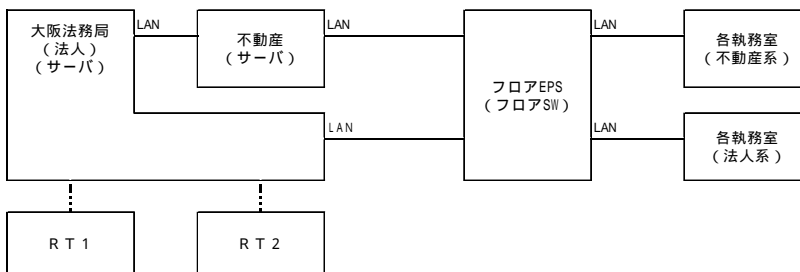 大阪法務局
（法人）
（サーバ）
LAN
不動産
（サーバ）
LAN
LAN
フロアEPS
（フロアSW）
LAN
各執務室
（不動産系）
LAN
各執務室
（法人系）
ＲＴ１
ＲＴ２